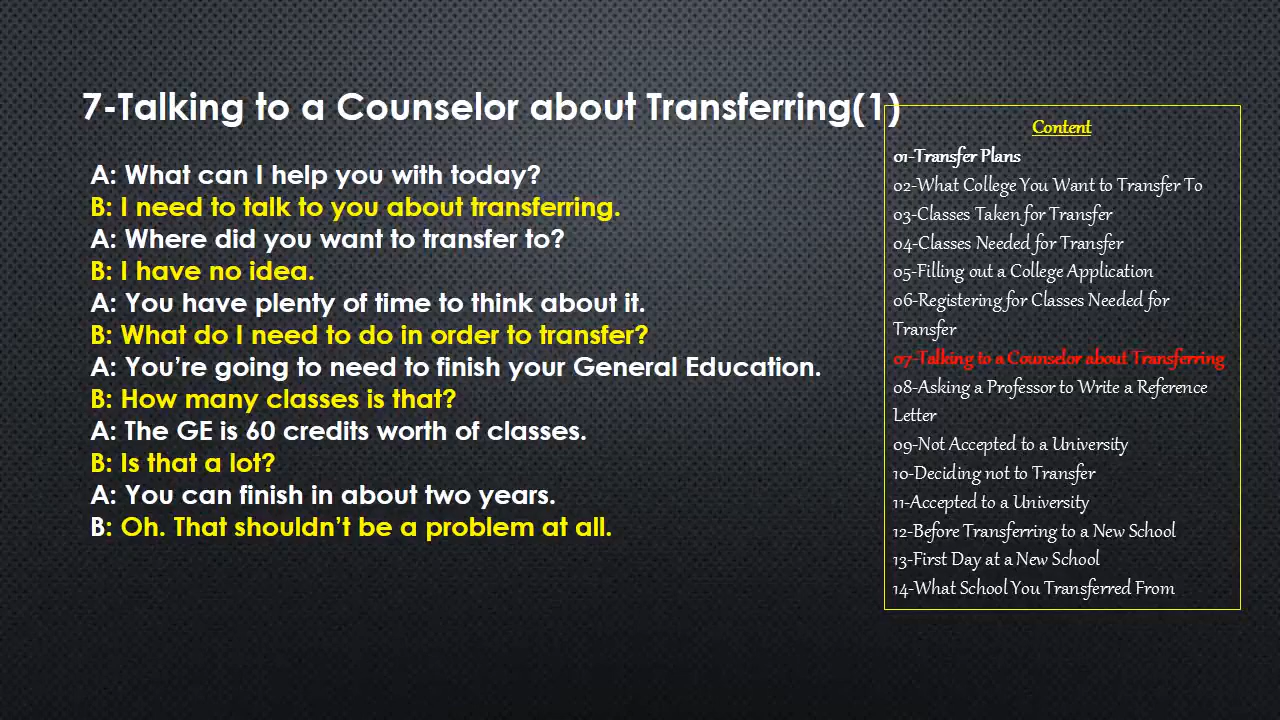 7-Talking to a Counselor about Transferring(1)
A: What can I help you with today?
B: I need to talk to you about transferring.
A: Where did you want to transfer to?
B: I have no idea.
A: You have plenty of time to think about it.
B: What do I need to do in order to transfer?
A: You’re going to need to finish your General Education.
B: How many classes is that?
A: The GE is 60 credits worth of classes.
B: Is that a lot?
A: You can finish in about two years.
B: Oh. That shouldn’t be a problem at all.
Content
01-Transfer Plans
02-What College You Want to Transfer To
03-Classes Taken for Transfer
04-Classes Needed for Transfer
05-Filling out a College Application
06-Registering for Classes Needed for
Transfer
07-Talking to a Counselor about Transferring
08-Asking a Professor to Write a Reference
Letter
09-Not Accepted to a University
10-Deciding not to Transfer
11-Accepted to a University
12-Before Transferring to a New School
13-First Day at a New School
14-What School You Transferred From